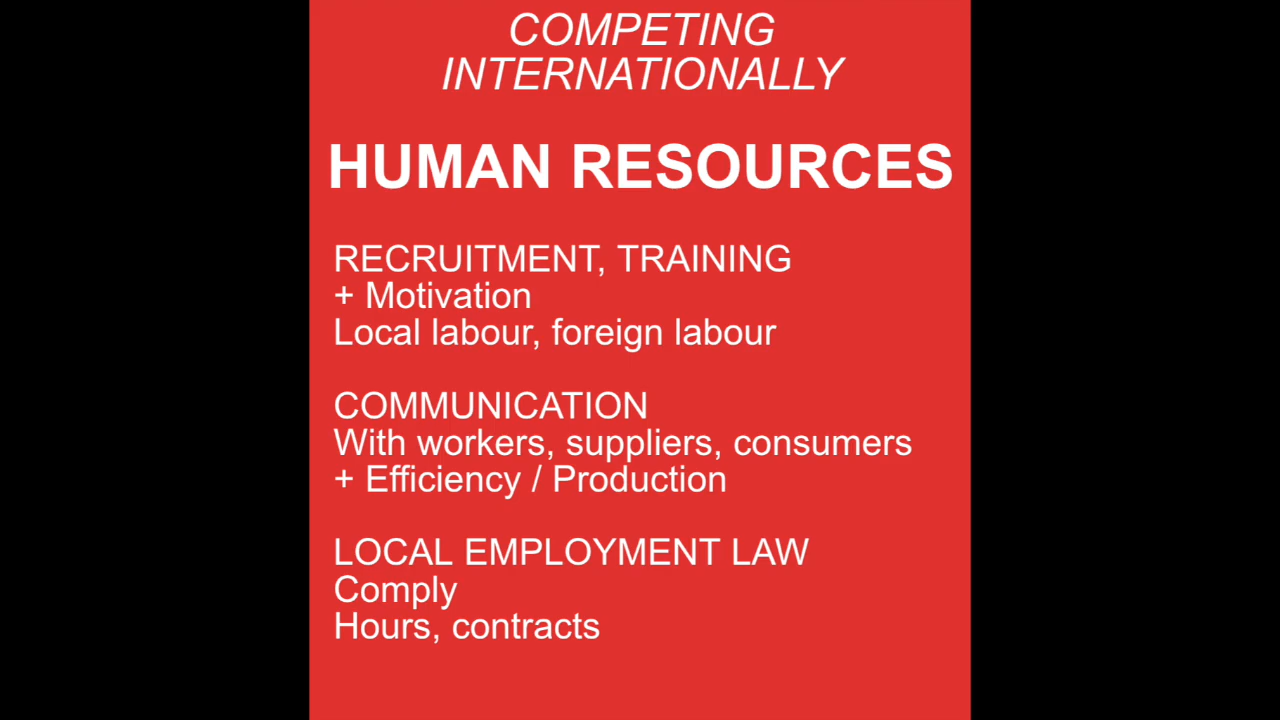 COMPETING
INTERNATIONALLY
HUMAN RESOURCES
RECRUITMENT, TRAINING
+ Motivation
Local labour, foreign labour
COMMUNICATION
With workers, suppliers, consumers
+ Efficiency / Production
LOCAL EMPLOYMENT LAW
Comply
Hours, contracts